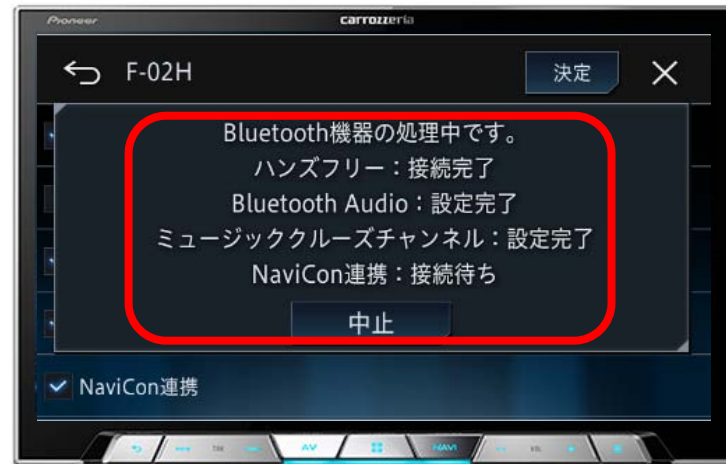 Pioneer
carrozzeria
F-02H
決定
Bluetooth機器の処理中です。
ハンズフリー：接続完了
Bluetooth Audio：設定完了
ミュージッククルーズチャンネル：設定完了
NaviCon連携：接続待ち
中止
NaviCon連携
TRK
AV
NAVI
VOL